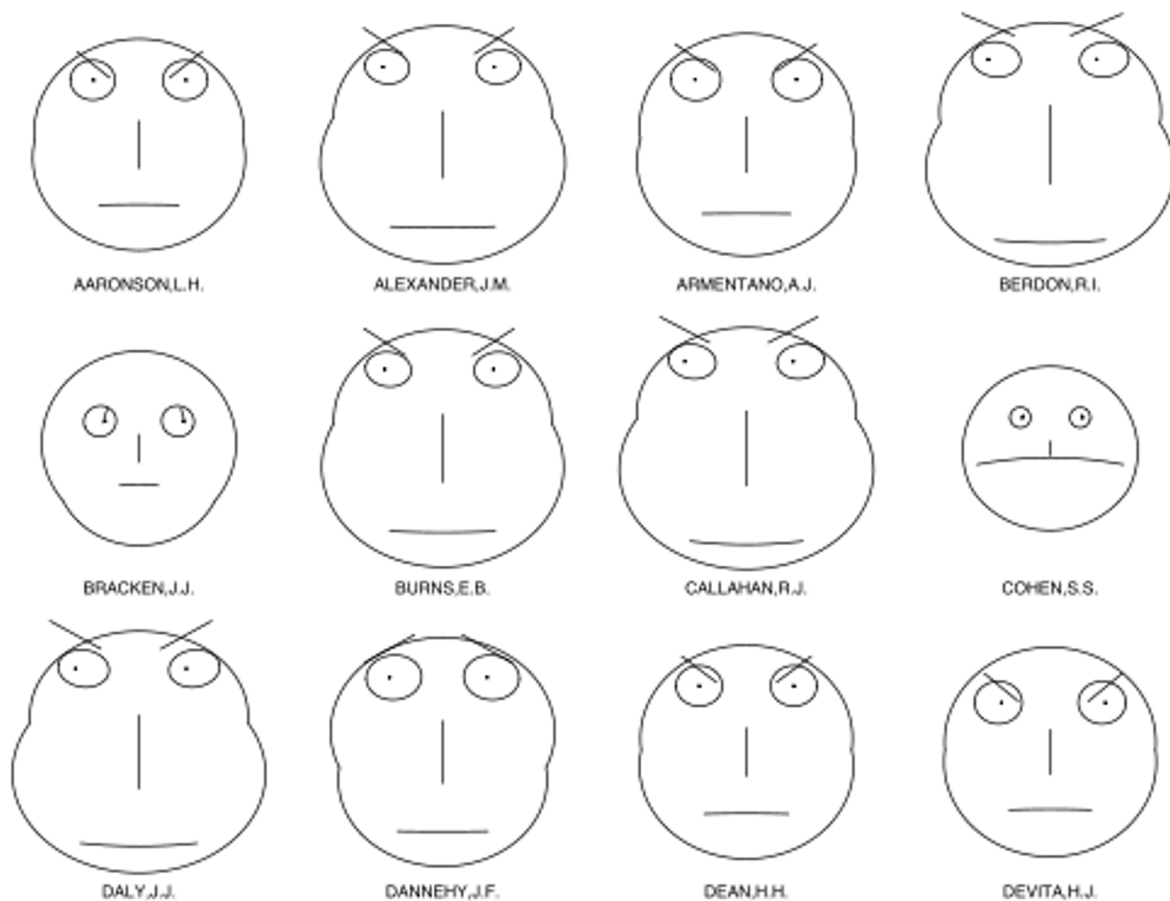 AARONSON,L.H.
ALEXANDER,J.M.
ARMENTANO,A.J.
BERDON,R.I.
BRACKEN,J.J.
BURNS,E.B.
CALLAHAN,R.J.
COHEN,S.S.
DALY,J.J.
DANNEHY,J.F.
DEAN,H.H.
DEVITA,H.J.